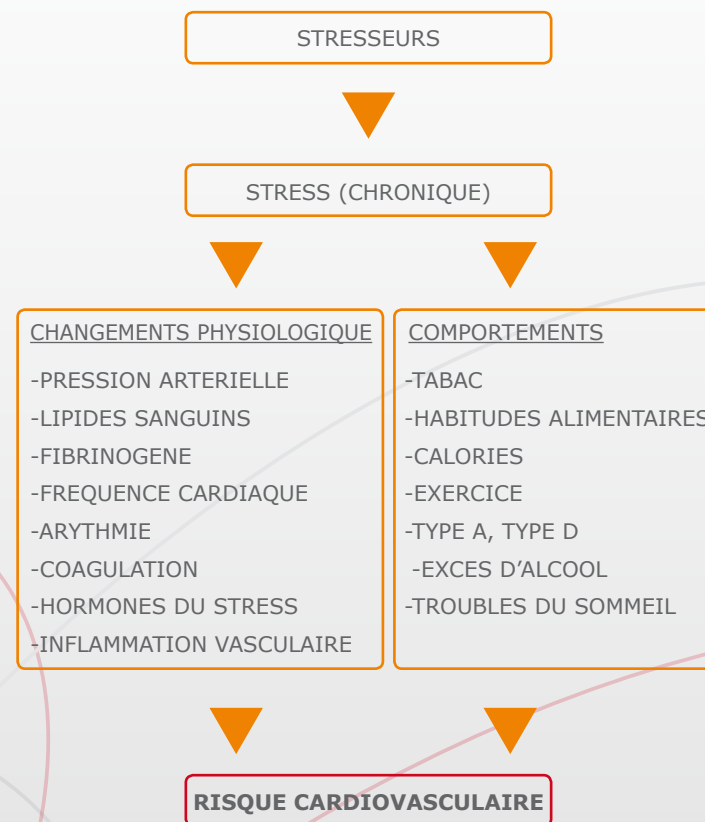 STRESSEURS
STRESS (CHRONIQUE)
CHANGEMENTS PHYSIOLOGIQUE
-PRESSION ARTERIELLE
-LIPIDES SANGUINS
-FIBRINOGENE
-FREQUENCE CARDIAQUE
-ARYTHMIE
-COAGULATION
-HORMONES DU STRESS
-INFLAMMATION VASCULAIRE
COMPORTEMENTS
-TABAC
-HABITUDES ALIMENTAIRES
-CALORIES
-EXERCICE
-TYPE A, TYPE D
-EXCES D’ALCOOL
-TROUBLES DU SOMMEIL
RISQUE CARDIOVASCULAIRE